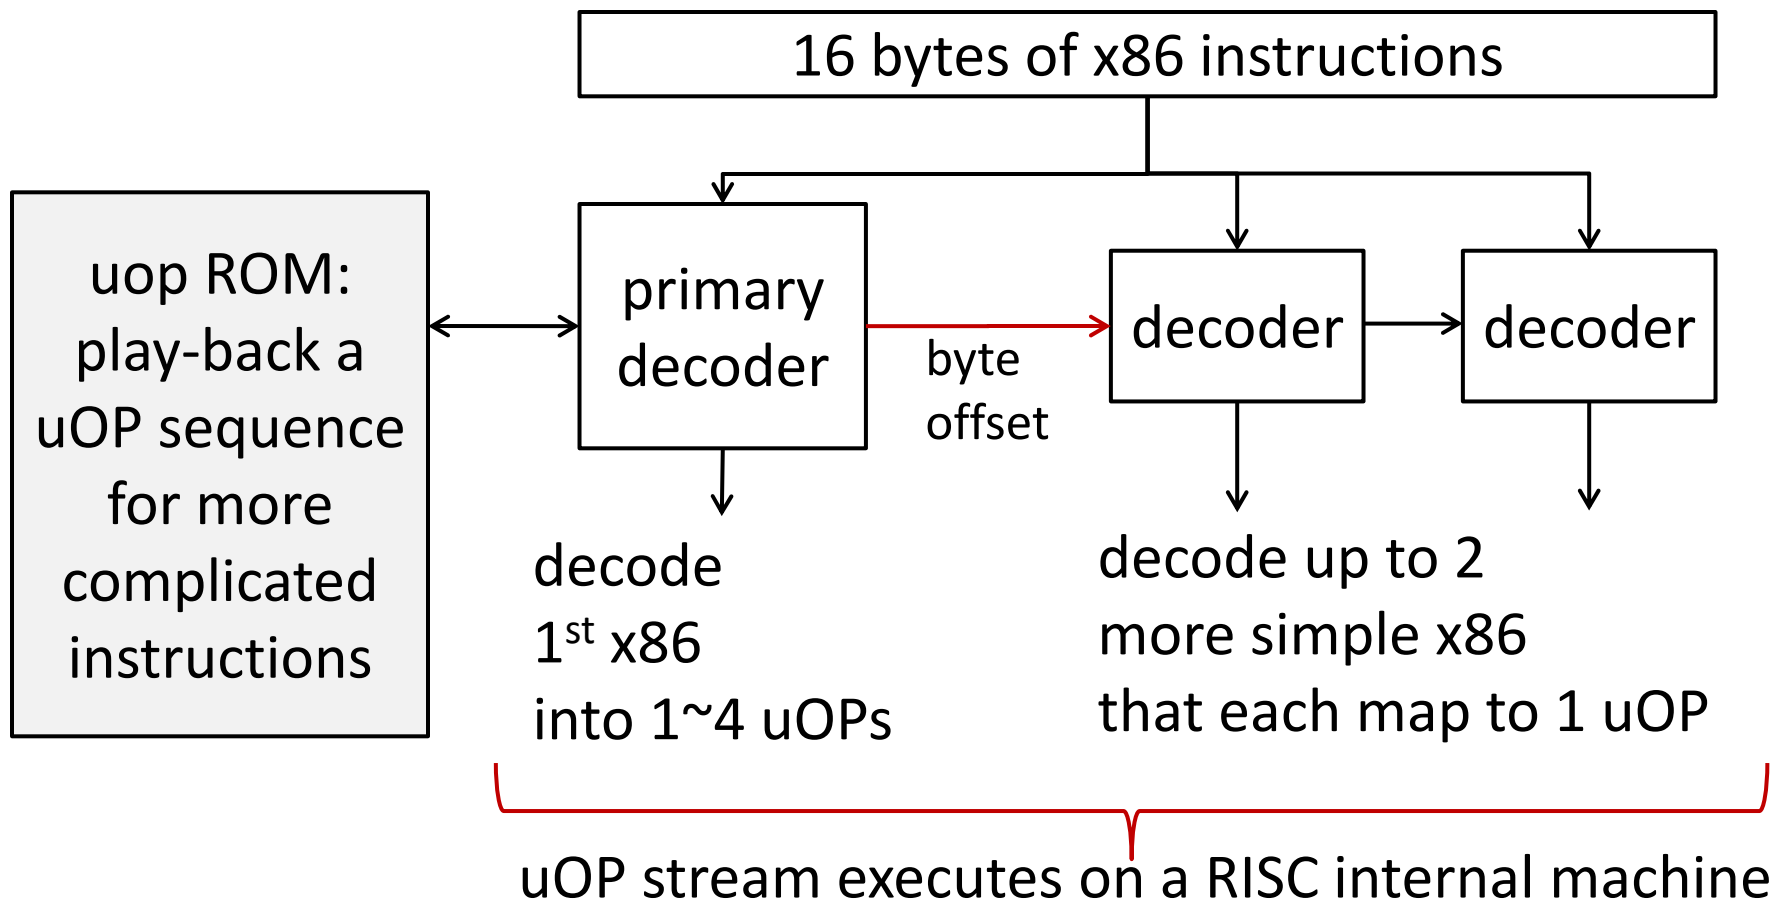 16 bytes of x86 instructions
uop ROM:
play-back a
uOP sequence
for more
complicated
instructions
primary
decoder
byte
offset
decoder
decoder
decode
1st x86
into 1~4 uOPs
decode up to 2
more simple x86
that each map to 1 uOP
uOP stream executes on a RISC internal machine